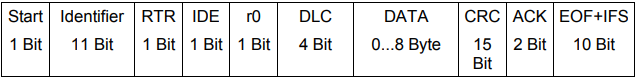 Start Identifier RTR IDE r0 DLC DATA CRC ACK EOF+IFS
1 Bit 11 Bit 1 Bit 1 Bit 1 Bit 4 Bit 0...8 Byte 15 2 Bit 10 Bit
Bit